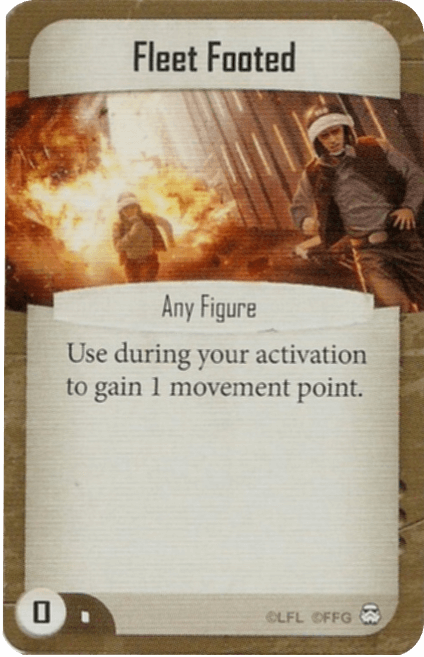 Fleet Footed
Any Figure
Use during your activation
to gain 1 movement point.
0
©LFL ©FFG